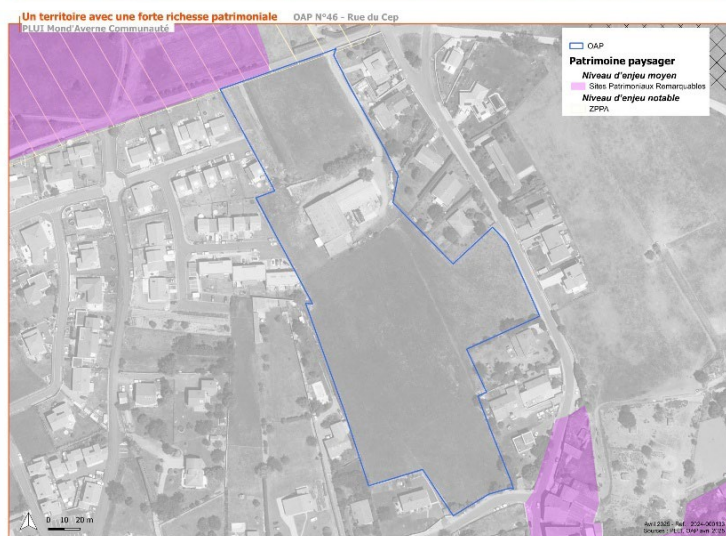 Un territoire avec une forte richesse patrimoniale OAP N°46 - Rue du Cep
PLUI Mond'Averne Communauté
OAP
Patrimoine paysager
Niveau d'enjeu moyen
Sites Patrimoniaux Remarquables
Niveau d'enjeu notable
ZPPA
0 10 20 m